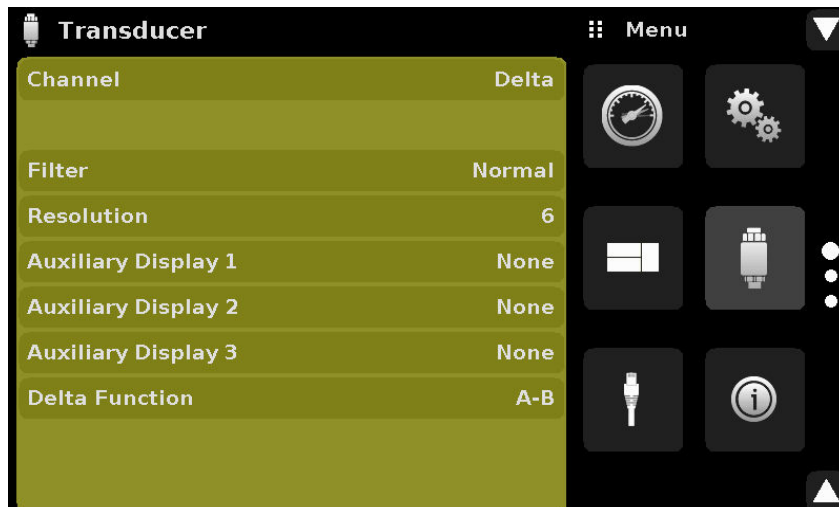 Transducer
Menu
Channel Delta
Filter Normal
Resolution 6
Auxiliary Display 1 None
Auxiliary Display 2 None
Auxiliary Display 3 None
Delta Function A-B